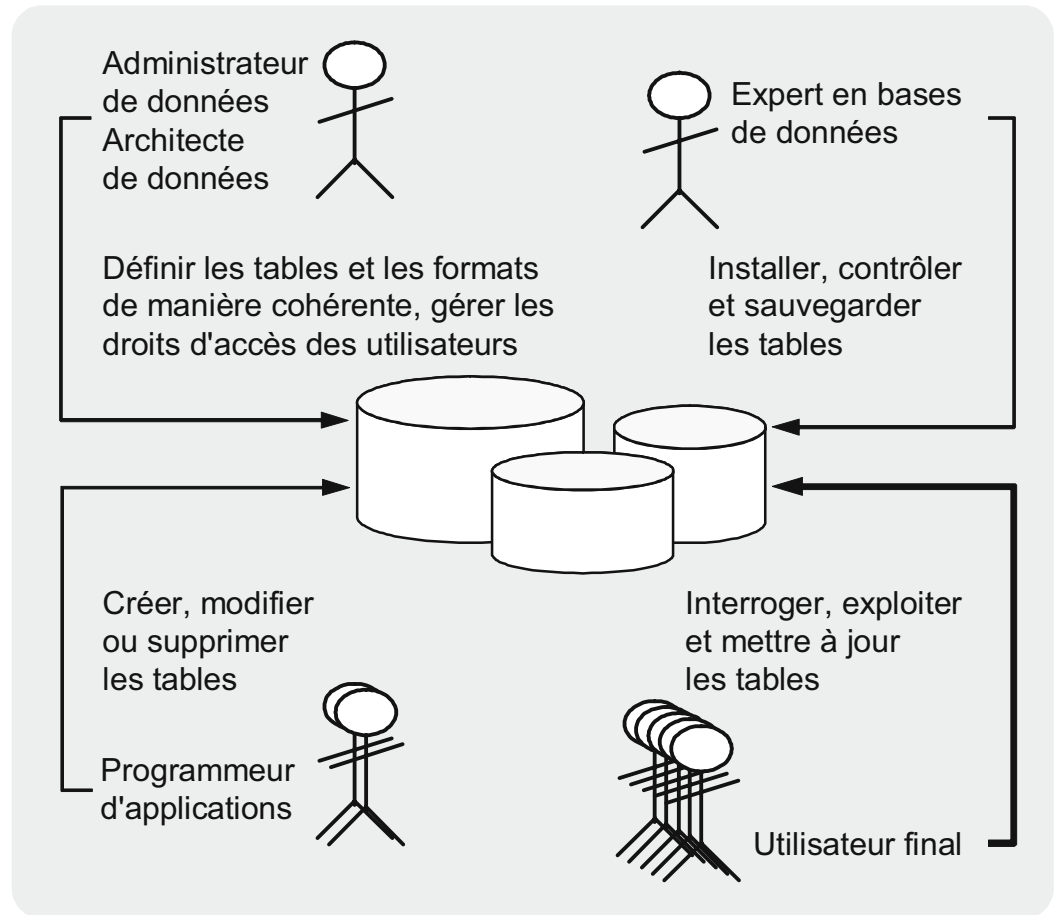 Administrateur
de données
Architecte
de données
Expert en bases
de données
Définir les tables et les formats
de manière cohérente, gérer les
droits d'accès des utilisateurs
Installer, contrôler
et sauvegarder
les tables
Créer, modifier
ou supprimer
les tables
Interroger, exploiter
et mettre à jour
les tables
Programmeur
d'applications
Utilisateur final